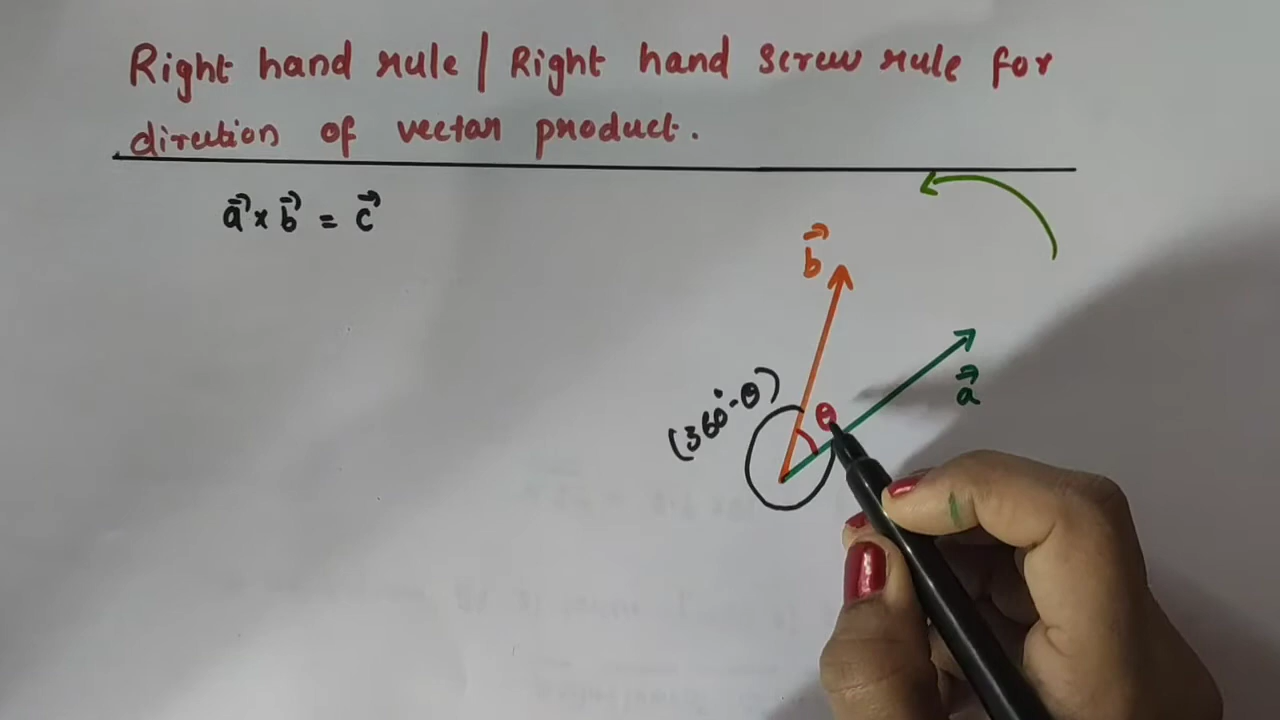 Right hand rule | Right hand screw rule for
direction of vector product.
a⃗ × b⃗ = c⃗
b⃗
a⃗
θ
(360°-θ)